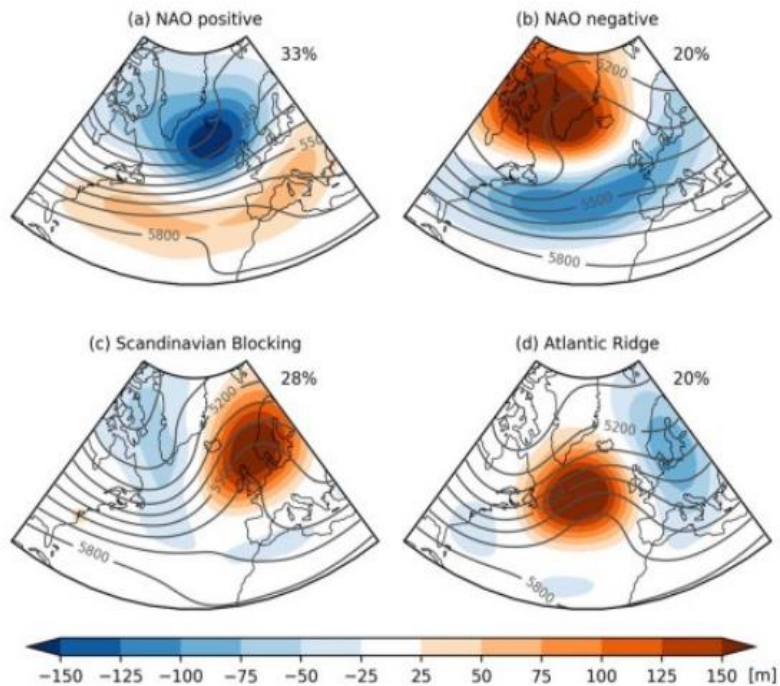 (a) NAO positive
33%
5500
5800
(b) NAO negative
20%
5200
5500
5800
(c) Scandinavian Blocking
28%
5200
5800
(d) Atlantic Ridge
20%
5200
5800
−150 −125 −100 −75 −50 −25 25 50 75 100 125 150 [m]